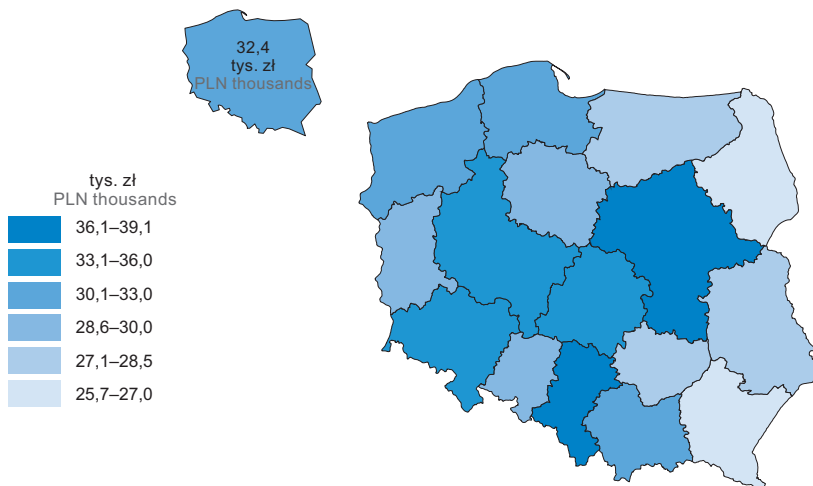 32,4
tys. zł
PLN thousands
tys. zł
PLN thousands
36,1–39,1
33,1–36,0
30,1–33,0
28,6–30,0
27,1–28,5
25,7–27,0